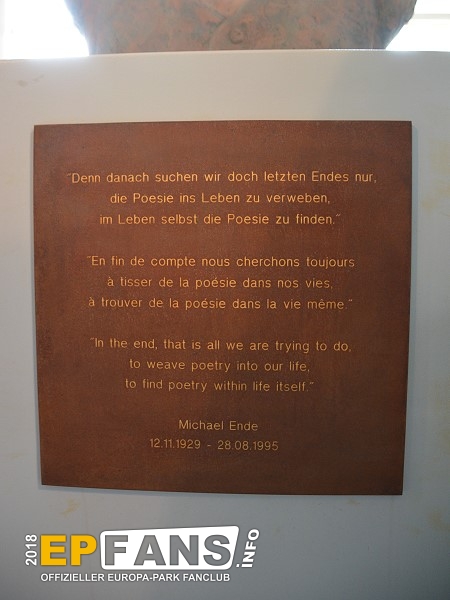 "Denn danach suchen wir doch letzten Endes nur,
die Poesie ins Leben zu verweben,
im Leben selbst die Poesie zu finden."
"En fin de compte nous cherchons toujours
à tisser de la poésie dans nos vies,
à trouver de la poésie dans la vie même."
"In the end, that is all we are trying to do,
to weave poetry into our life,
to find poetry within life itself."
Michael Ende
12.11.1929 - 28.08.1995
2018
EPFANS.INFO
OFFIZIELLER EUROPA-PARK FANCLUB